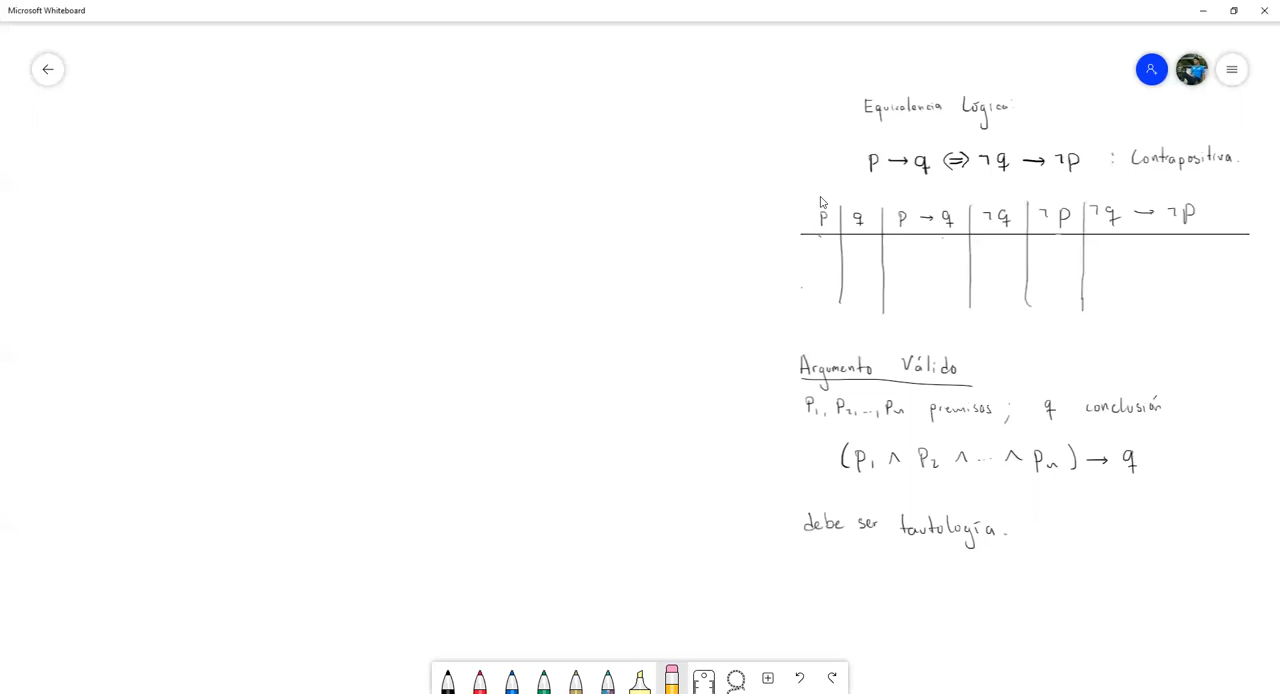 Microsoft Whiteboard
Equivalencia Lógica:
p → q ⟺ ¬q → ¬p : Contrapositiva.
p | q | p → q | ¬q | ¬p | ¬q → ¬p
Argumento Válido
P₁, P₂, ..., Pₙ premisas ; q conclusión
(P₁ ∧ P₂ ∧ ... ∧ Pₙ) → q
debe ser tautología.